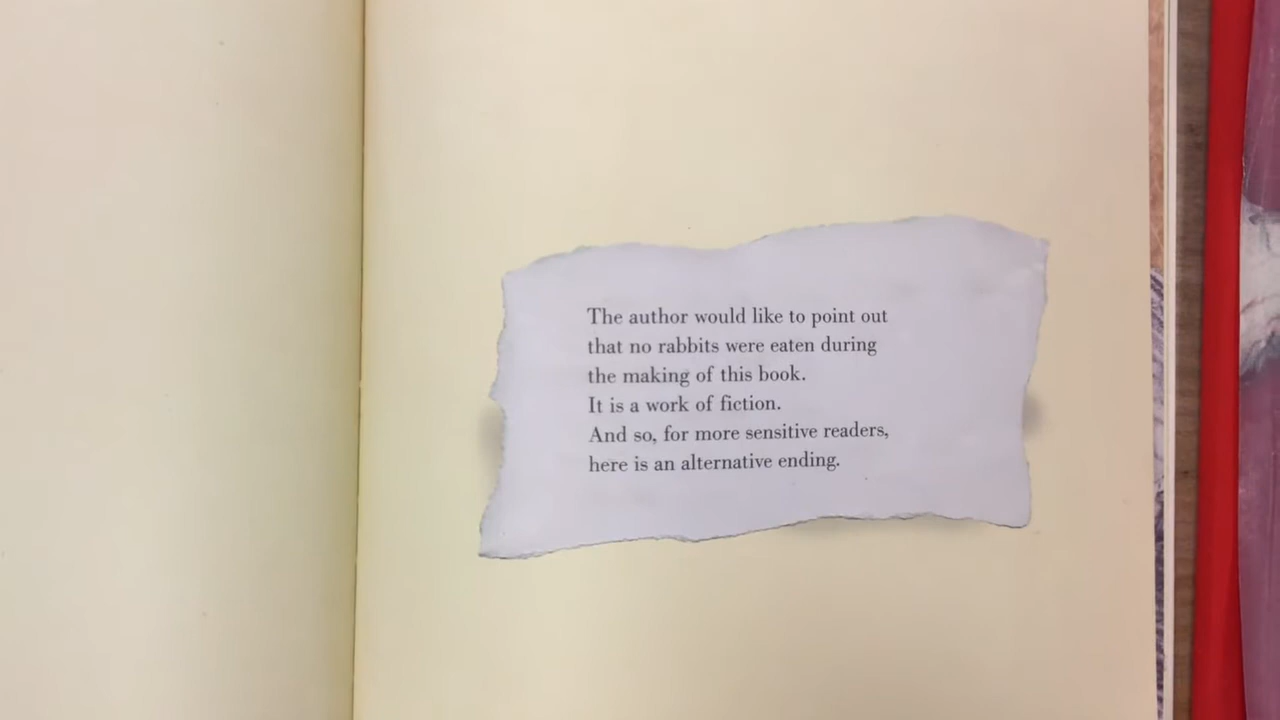 The author would like to point out
that no rabbits were eaten during
the making of this book.
It is a work of fiction.
And so, for more sensitive readers,
here is an alternative ending.